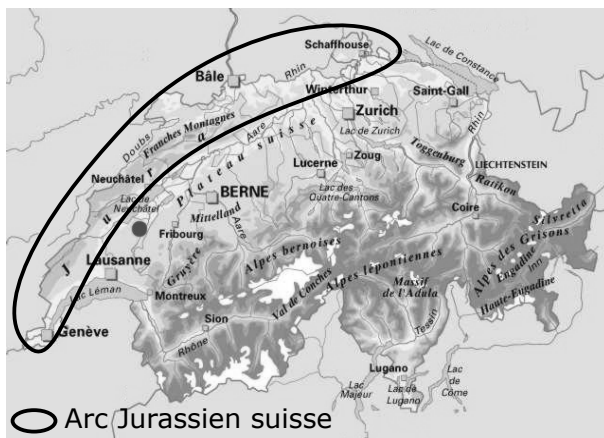 Schaffhouse
Lac de Constance
Bâle
Rhin
Winterthur
Saint-Gall
Zurich
Rhin
Franches Montagnes
Doubs
Aare
Lac de Zurich
Plateau suisse
Zoug
Toggenburg
LIECHTENSTEIN
Lucerne
Neuchâtel
Lac de
Neuchâtel
BERNE
Lac des
Quatre-Cantons
Ratikon
Jura
Mittelland
Aare
Fribourg
Coire
Silvretta
Gruyère
Alpes bernoises
Alpes lépontiennes
Alpes des Grisons
Engadine
Inn
Haute-Engadine
Lausanne
Lac Léman
Montreux
Val de Conches
Massif
de l'Adula
Sion
Rhône
Tessin
Genève
Lugano
Lac
Majeur
Lac de
Lugano
Lac
de
Côme
Arc Jurassien suisse